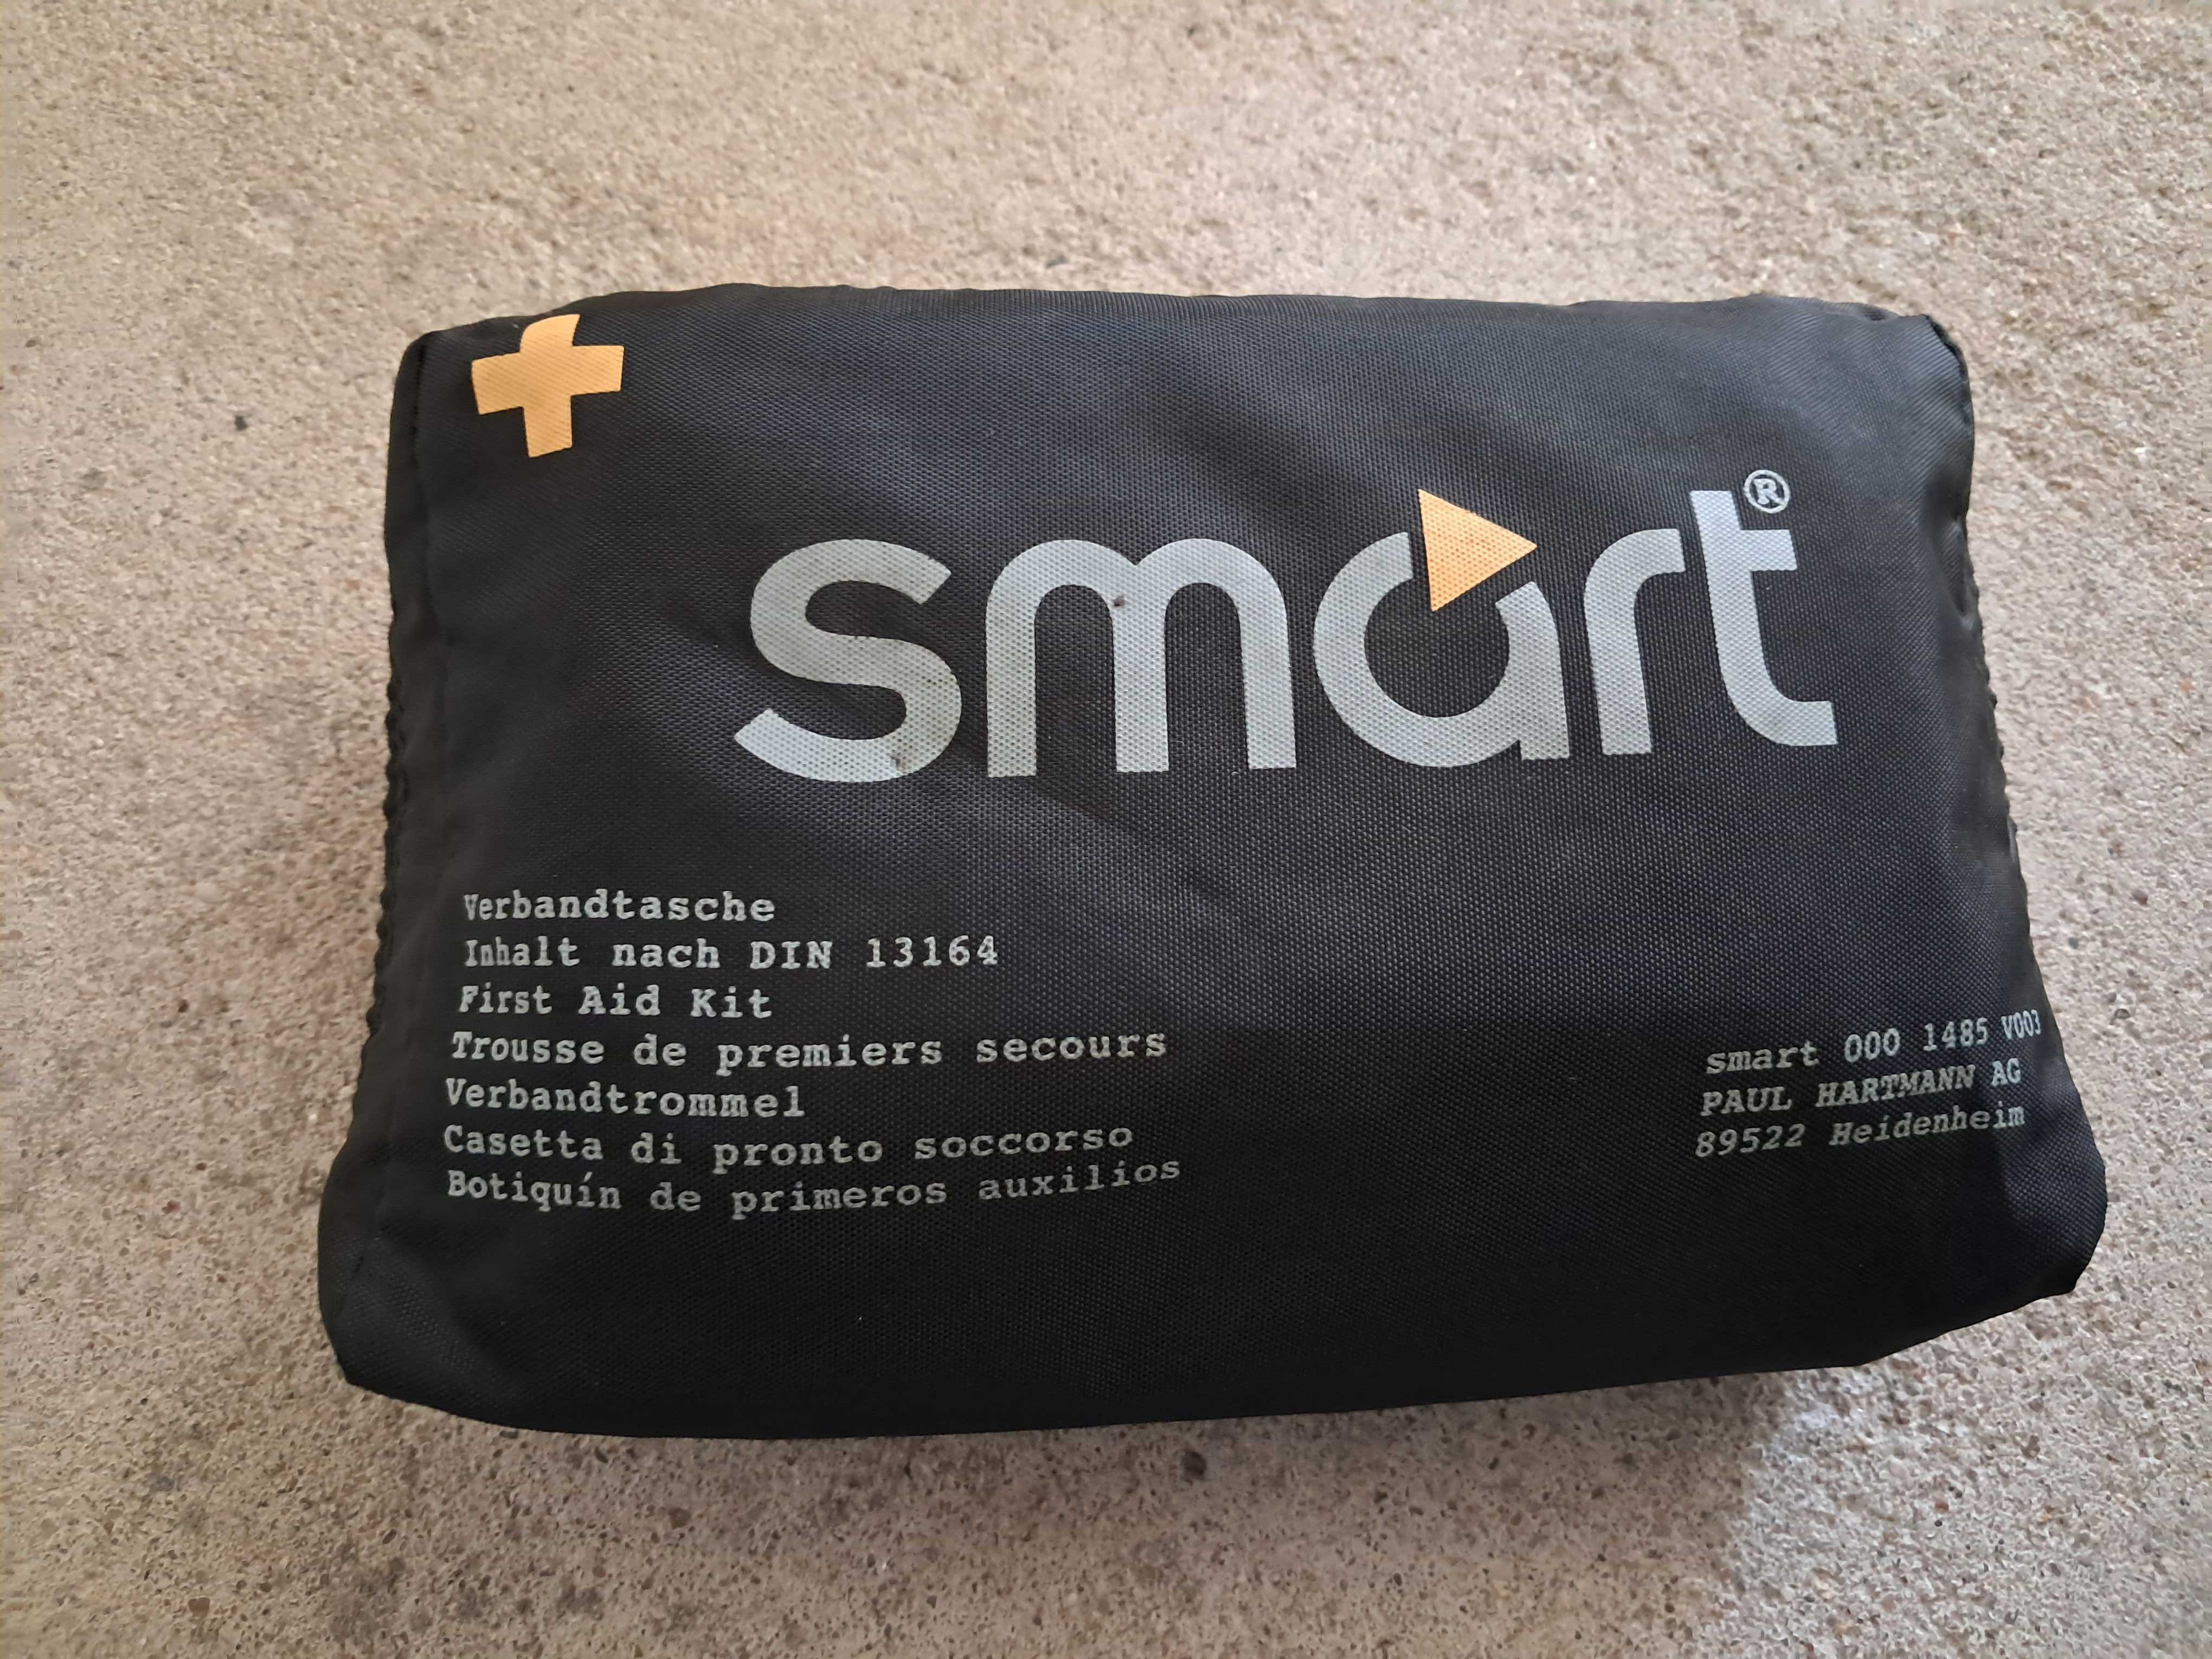 smart®
Verbandtasche
Inhalt nach DIN 13164
First Aid Kit
Trousse de premiers secours
Verbandtrommel
Casetta di pronto soccorso
Botiquín de primeros auxilios
smart 000 1485 V003
PAUL HARTMANN AG
89522 Heidenheim